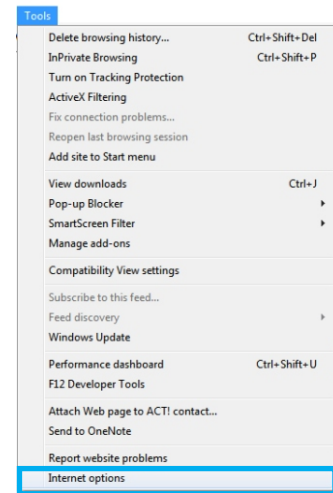 Tools
Delete browsing history... Ctrl+Shift+Del
InPrivate Browsing Ctrl+Shift+P
Turn on Tracking Protection
ActiveX Filtering
Fix connection problems...
Reopen last browsing session
Add site to Start menu
View downloads Ctrl+J
Pop-up Blocker
SmartScreen Filter
Manage add-ons
Compatibility View settings
Subscribe to this feed...
Feed discovery
Windows Update
Performance dashboard Ctrl+Shift+U
F12 Developer Tools
Attach Web page to ACT! contact...
Send to OneNote
Report website problems
Internet options